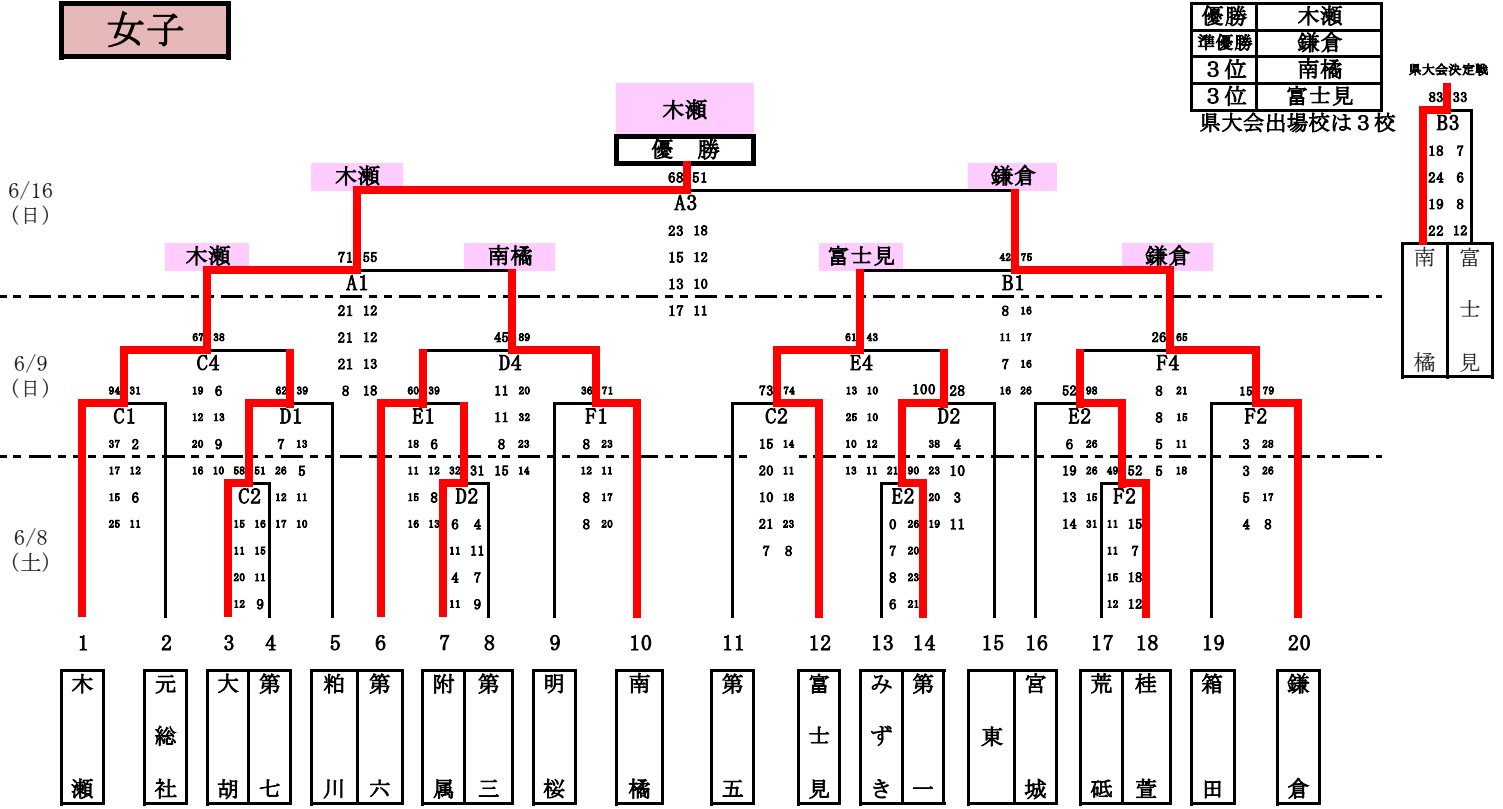 女子
優勝 木瀬
準優勝 鎌倉
３位 南橘
３位 富士見
県大会出場校は３校
県大会決定戦
83 33
B3
18 7
24 6
19 8
22 12
南橘 富士見
木瀬
優 勝
木瀬 68 51 鎌倉
6/16
(日)
A3
23 18
15 12
13 10
17 11
木瀬 71 55 南橘 富士見 42 75 鎌倉
A1 B1
21 12 8 16
21 12 11 17
21 13 7 16
8 18 16 26
6/9
(日)
67 38 45 89 61 43 26 65
C4 D4 E4 F4
19 6 11 20 13 10 8 21
12 13 11 32 25 10 8 15
20 9 8 23 10 12 5 11
16 10 15 14 13 11 5 18
94 31 62 39 60 39 36 71 73 74 100 28 52 98 15 79
C1 D1 E1 F1 C2 D2 E2 F2
37 2 7 13 18 6 8 23 15 14 38 4 6 26 3 28
17 12 26 5 11 12 12 11 20 11 23 10 19 26 3 26
15 6 12 11 15 8 8 17 10 18 20 3 13 15 5 17
25 11 17 10 16 13 8 20 21 23 19 11 14 31 4 8
7 8
6/8
(土)
58 51 32 31 21 90 49 52
C2 D2 E2 F2
15 16 6 4 0 26 11 15
11 15 11 11 7 20 11 7
20 11 4 7 8 23 15 18
12 9 11 9 6 21 12 12
1 2 3 4 5 6 7 8 9 10 11 12 13 14 15 16 17 18 19 20
木瀬 元総社 大胡 第七 粕川 第六 附属 第三 明桜 南橘 第五 富士見 みずき 第一 東 宮城 荒砥 桂萱 箱田 鎌倉